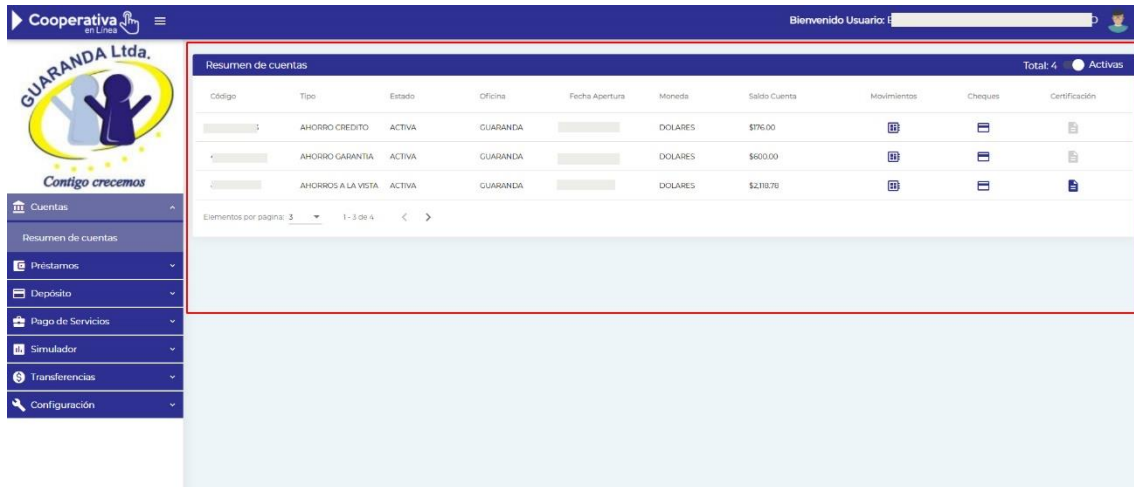 Cooperativa
en Línea
Bienvenido Usuario:
GUARANDA Ltda.
Contigo crecemos
Cuentas
Resumen de cuentas
Préstamos
Depósito
Pago de Servicios
Simulador
Transferencias
Configuración
Resumen de cuentas Total: 4 Activas
Código Tipo Estado Oficina Fecha Apertura Moneda Saldo Cuenta Movimientos Cheques Certificación
AHORRO CREDITO ACTIVA GUARANDA DOLARES $176.00
AHORRO GARANTIA ACTIVA GUARANDA DOLARES $600.00
AHORROS A LA VISTA ACTIVA GUARANDA DOLARES $2,118.78
Elementos por página: 3 1 - 3 de 4